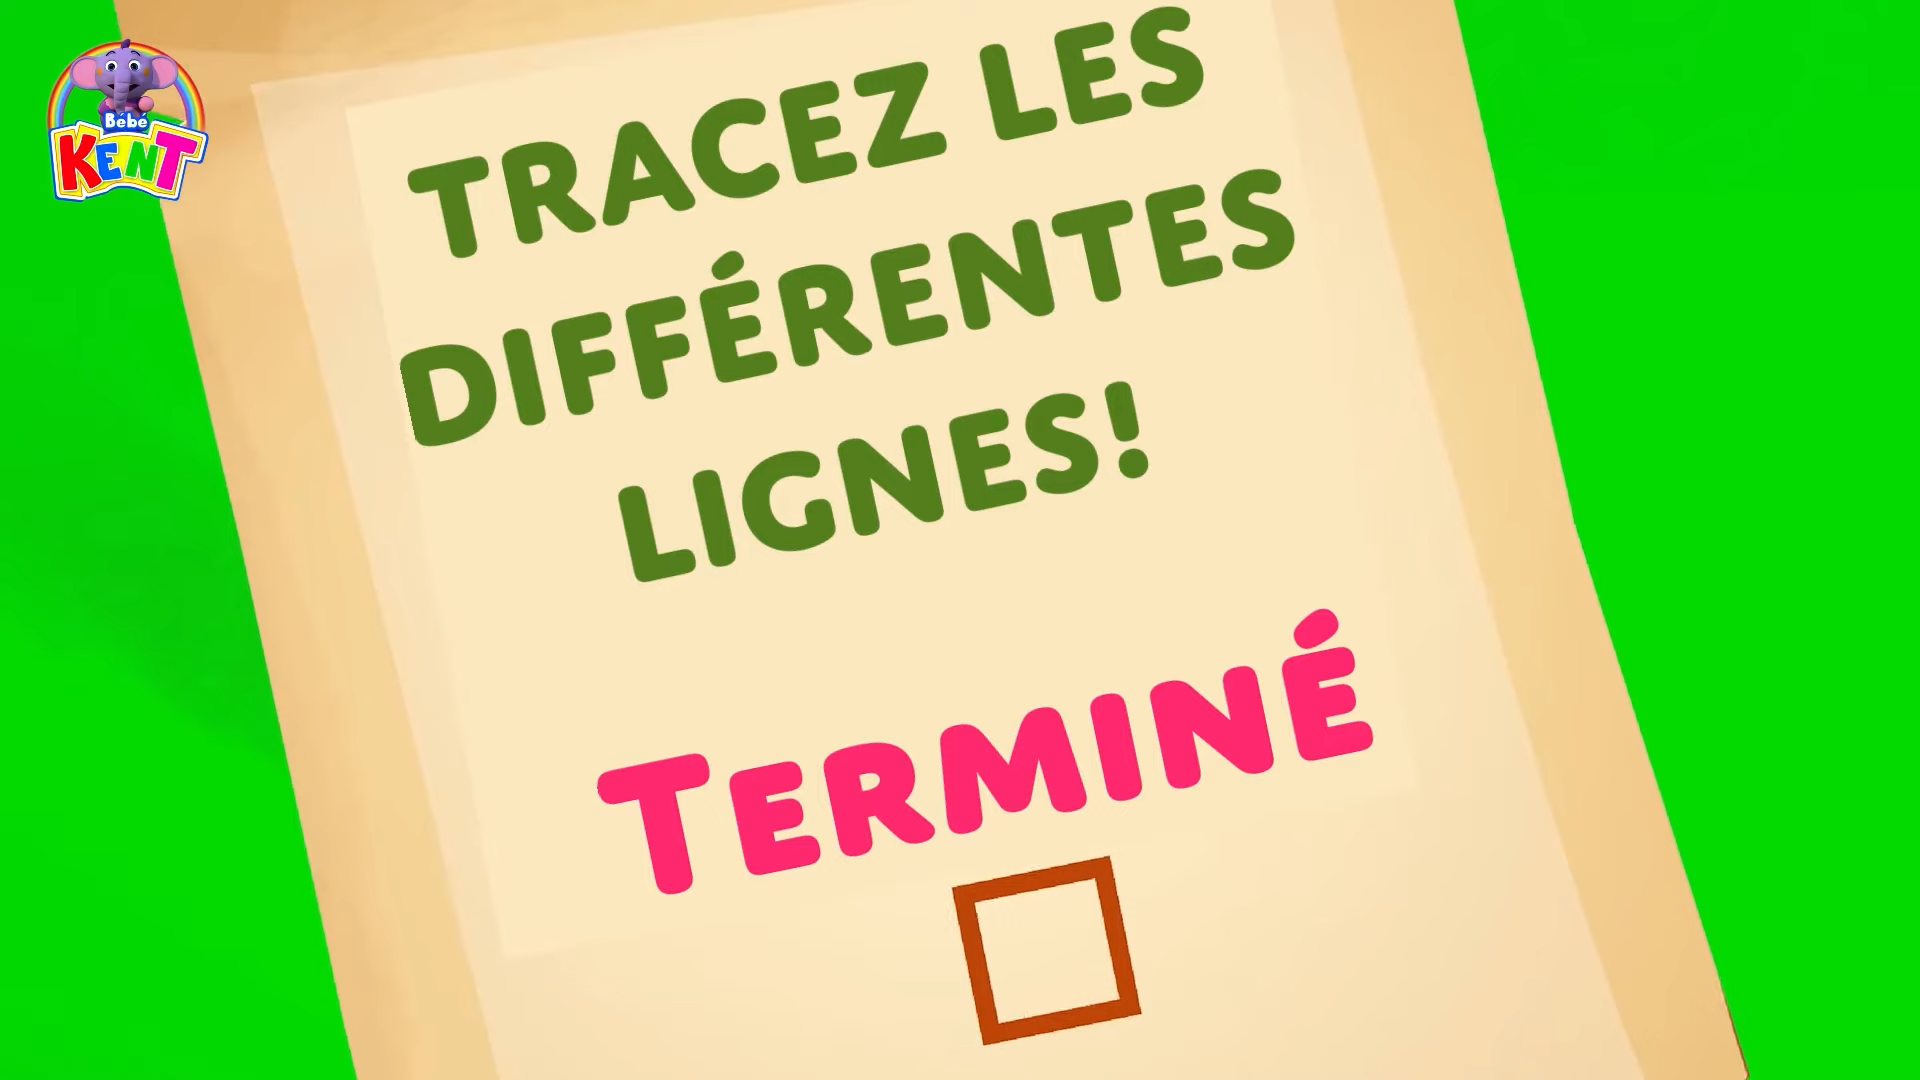 Bébé
KENT
TRACEZ LES
DIFFÉRENTES
LIGNES!
TERMINÉ